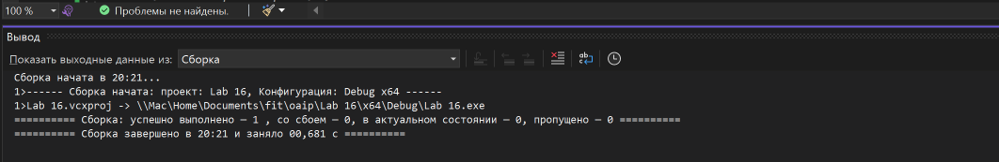 100 %
Проблемы не найдены.
Вывод
Показать выходные данные из: Сборка
Сборка начата в 20:21...
1>------ Сборка начата: проект: Lab 16, Конфигурация: Debug x64 ------
1>Lab 16.vcxproj -> \\Mac\Home\Documents\fit\oaip\Lab 16\x64\Debug\Lab 16.exe
========== Сборка: успешно выполнено — 1 , со сбоем — 0, в актуальном состоянии — 0, пропущено — 0 ==========
========== Сборка завершено в 20:21 и заняло 00,681 с ==========